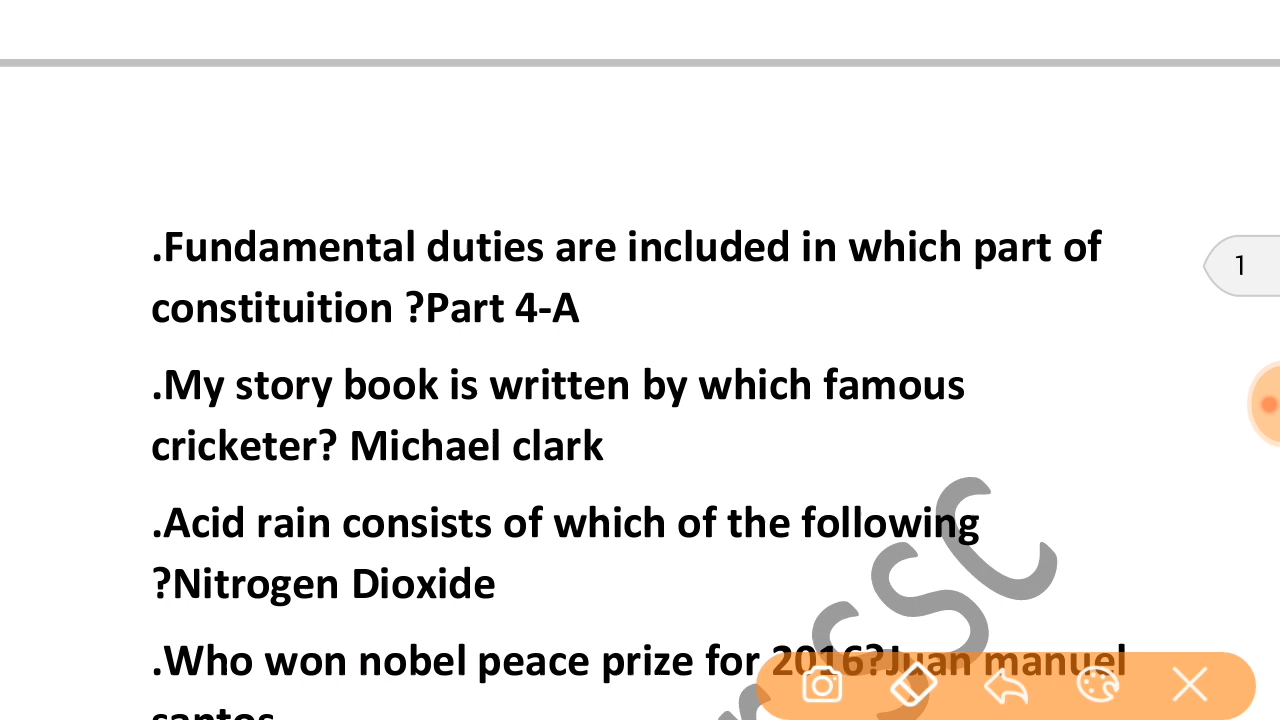 .Fundamental duties are included in which part of
constituition ?Part 4-A
1
.My story book is written by which famous
cricketer? Michael clark
.Acid rain consists of which of the following
?Nitrogen Dioxide
.Who won nobel peace prize for 2016?Juan manuel
santos
SSC